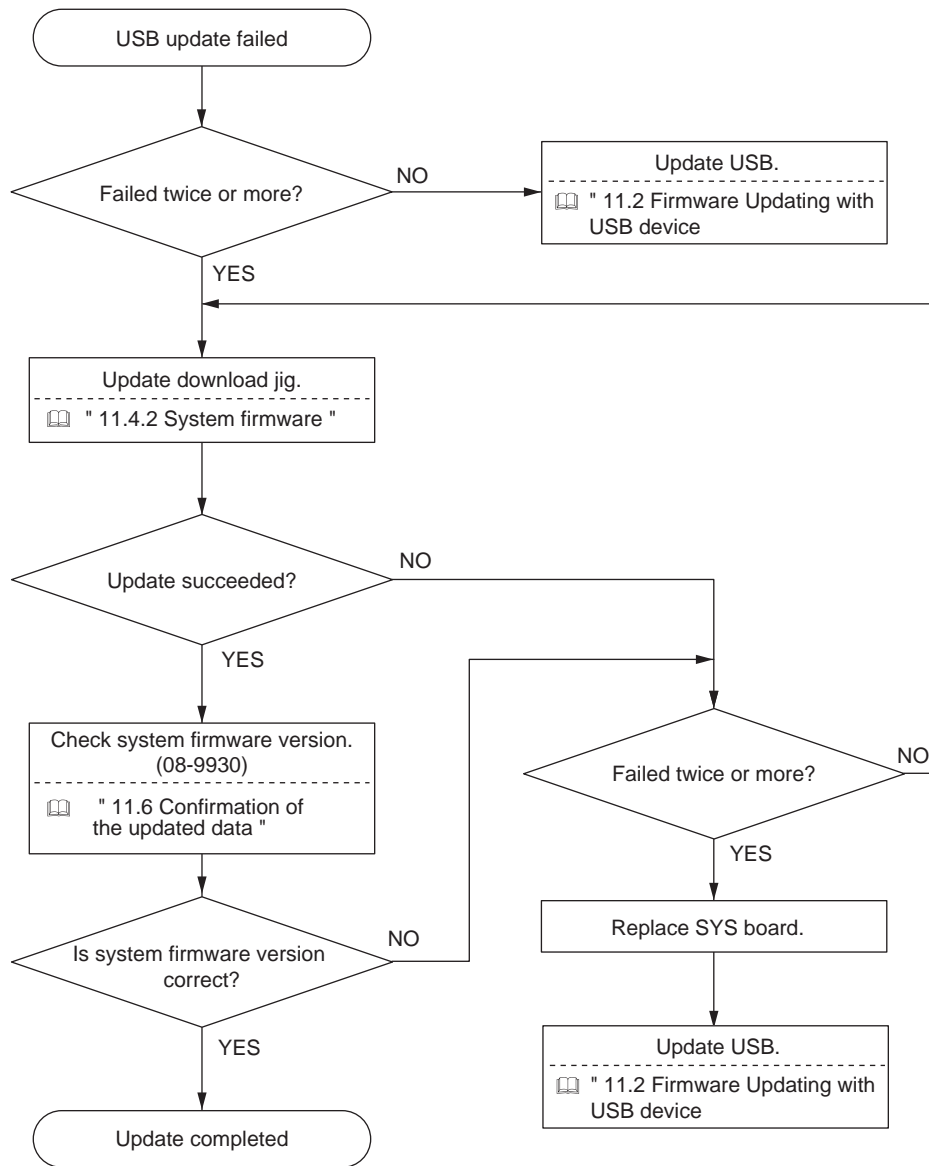 USB update failed
Failed twice or more?
NO
Update USB.
" 11.2 Firmware Updating with
USB device
YES
Update download jig.
" 11.4.2 System firmware "
Update succeeded?
NO
YES
Check system firmware version.
(08-9930)
" 11.6 Confirmation of
the updated data "
Failed twice or more?
NO
YES
Is system firmware version
correct?
NO
Replace SYS board.
YES
Update USB.
" 11.2 Firmware Updating with
USB device
Update completed